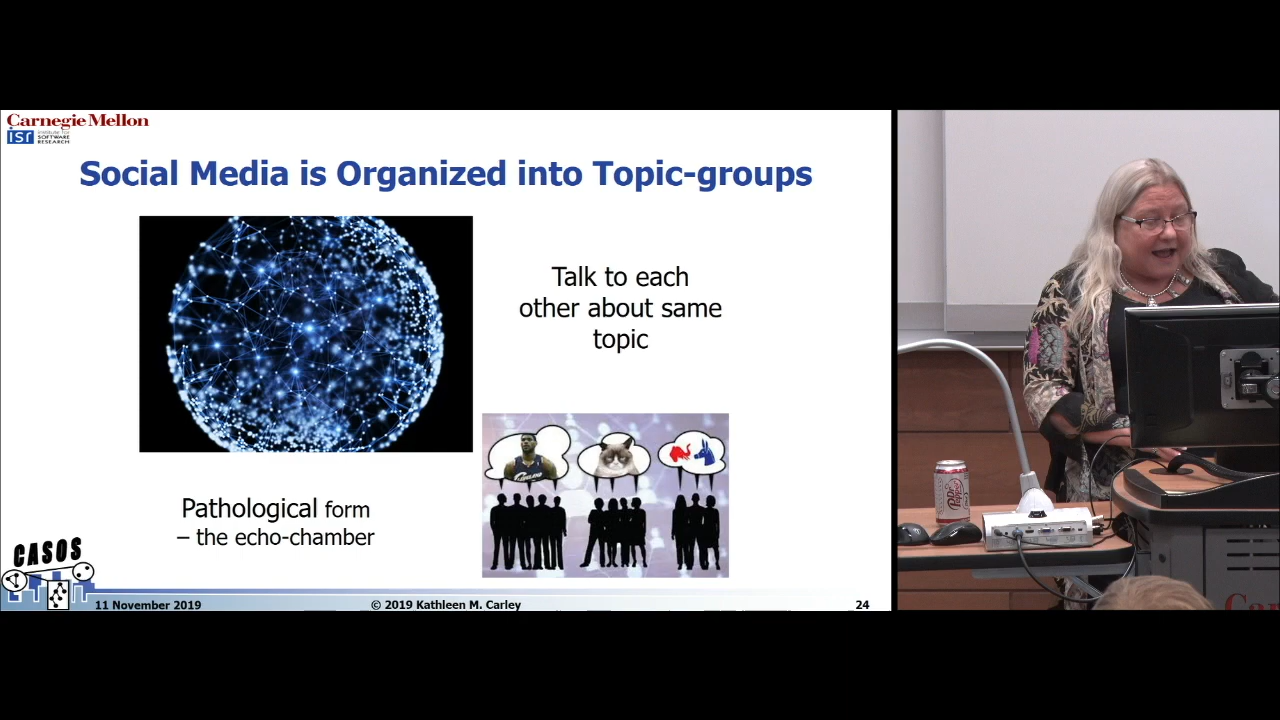 Carnegie Mellon
isr institute for
SOFTWARE
RESEARCH
Social Media is Organized into Topic-groups
Talk to each
other about same
topic
Pathological form
– the echo-chamber
CASOS
11 November 2019
© 2019 Kathleen M. Carley
24
Dr Pepper
Car